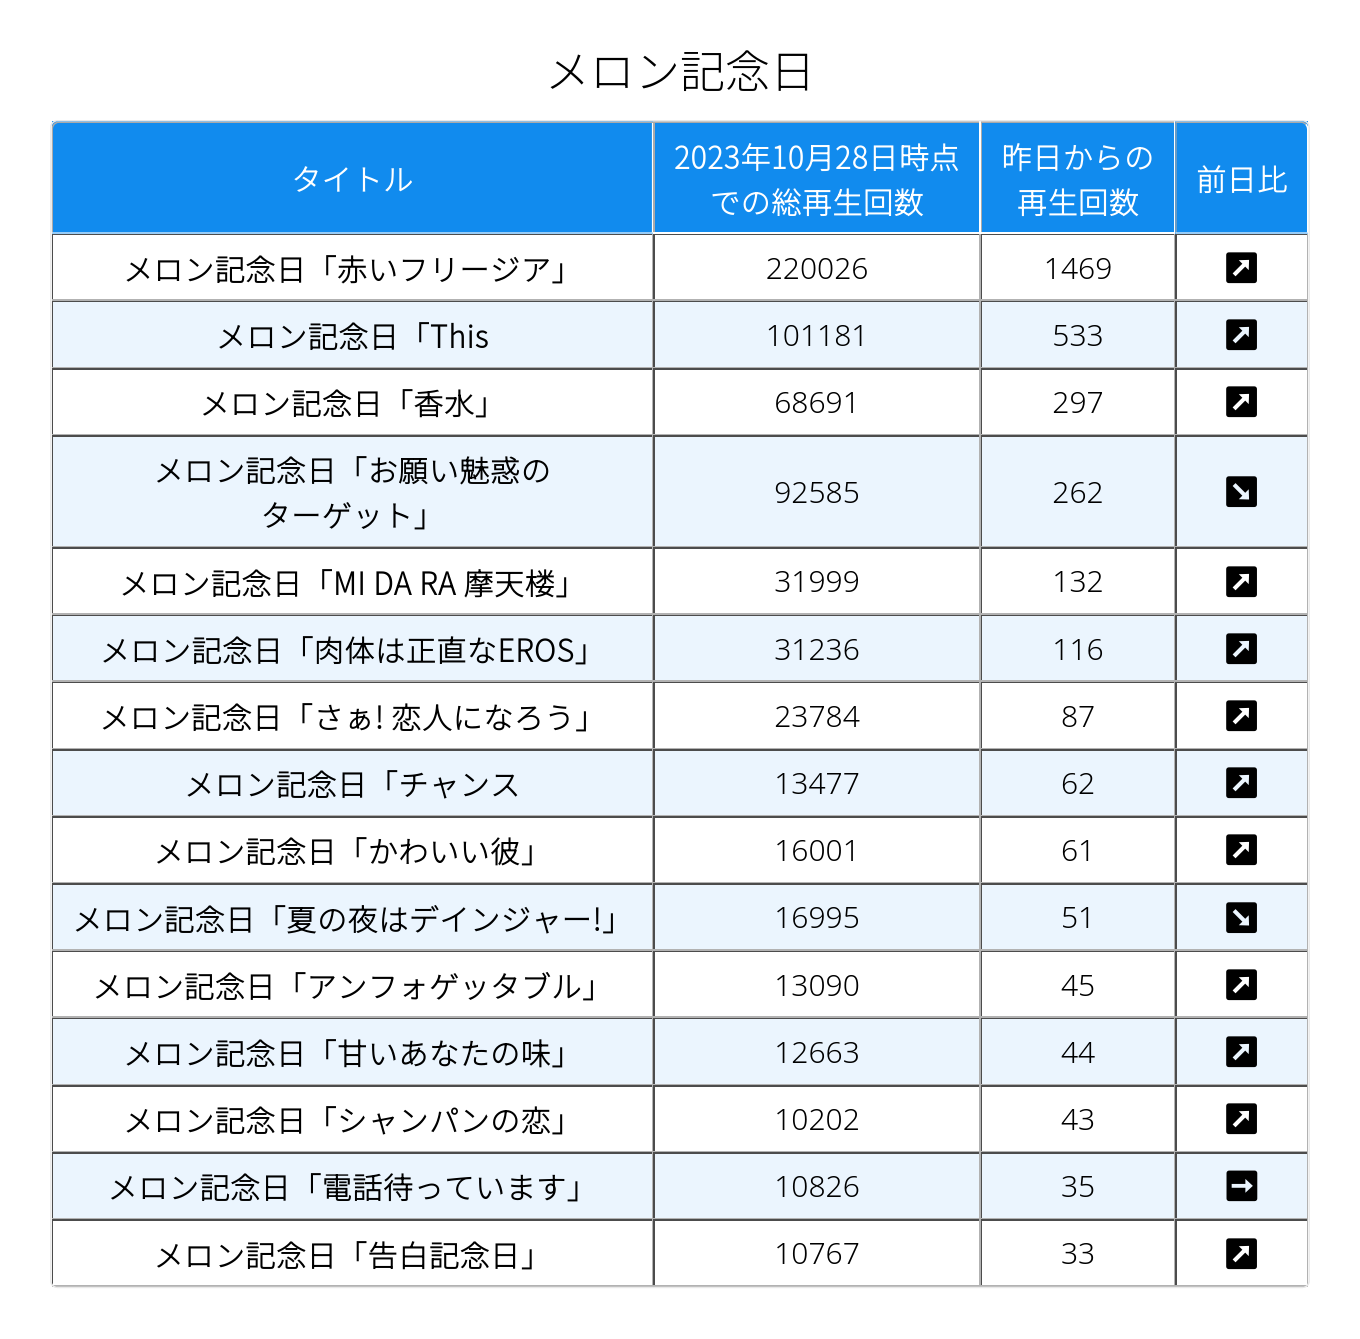 メロン記念日
タイトル
2023年10月28日時点
での総再生回数
昨日からの
再生回数
前日比
メロン記念日「赤いフリージア」 220026 1469 ↗
メロン記念日「This 101181 533 ↗
メロン記念日「香水」 68691 297 ↗
メロン記念日「お願い魅惑の
ターゲット」 92585 262 ↘
メロン記念日「MI DA RA 摩天楼」 31999 132 ↗
メロン記念日「肉体は正直なEROS」 31236 116 ↗
メロン記念日「さぁ! 恋人になろう」 23784 87 ↗
メロン記念日「チャンス 13477 62 ↗
メロン記念日「かわいい彼」 16001 61 ↗
メロン記念日「夏の夜はデインジャー!」 16995 51 ↘
メロン記念日「アンフォゲッタブル」 13090 45 ↗
メロン記念日「甘いあなたの味」 12663 44 ↗
メロン記念日「シャンパンの恋」 10202 43 ↗
メロン記念日「電話待っています」 10826 35 →
メロン記念日「告白記念日」 10767 33 ↗